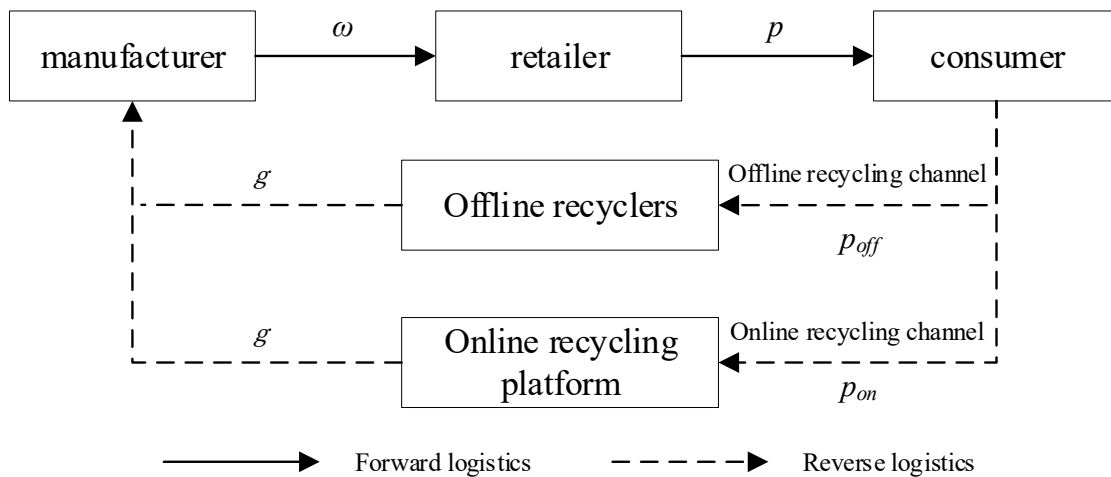 ω
p
manufacturer
retailer
consumer
g
Offline recyclers
Offline recycling channel
p_off
g
Online recycling
platform
Online recycling channel
p_on
Forward logistics
Reverse logistics